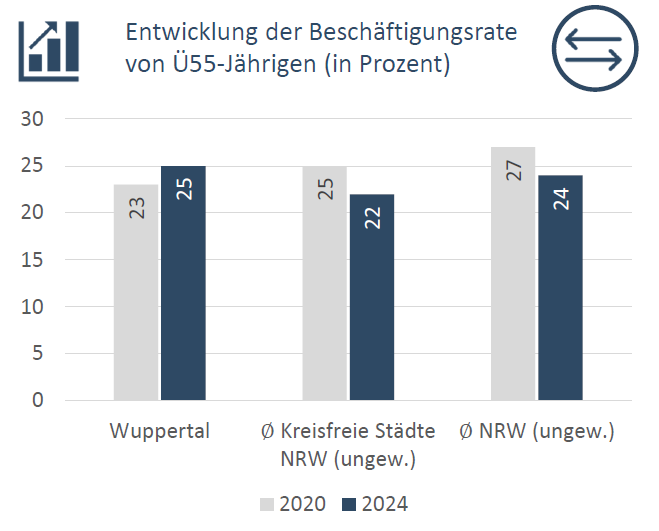 Entwicklung der Beschäftigungsrate
von Ü55-Jährigen (in Prozent)
30
25
20
15
10
5
0
23
25
25
22
27
24
Wuppertal
Ø Kreisfreie Städte
NRW (ungew.)
Ø NRW (ungew.)
2020
2024